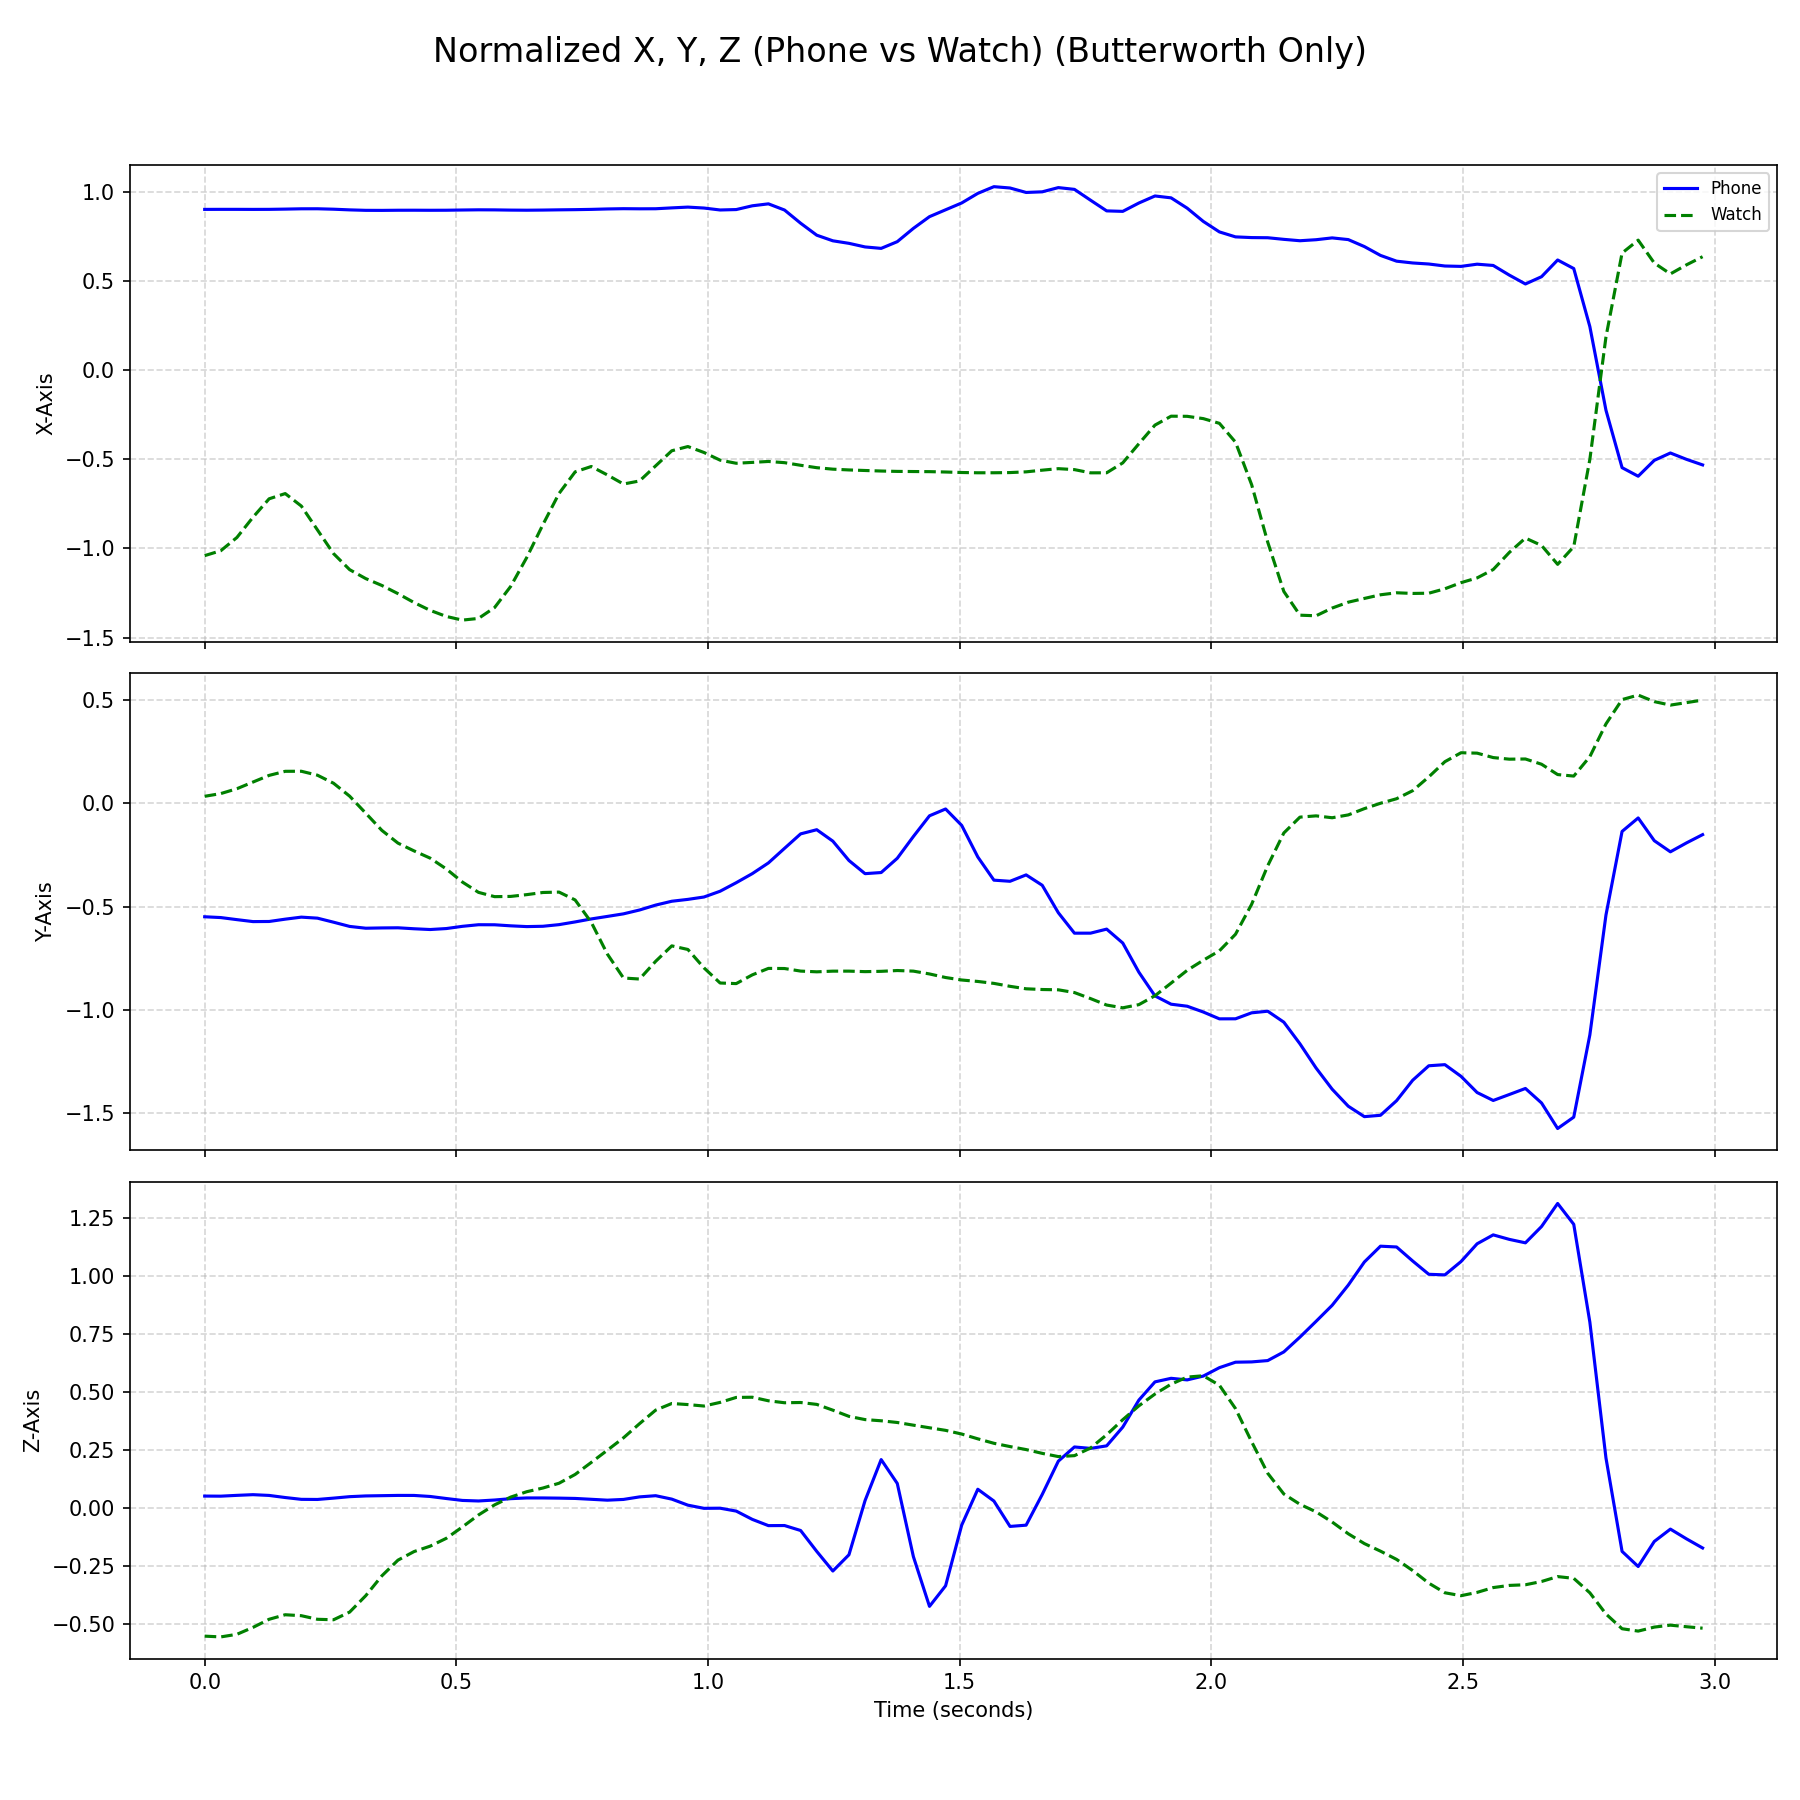 Normalized X, Y, Z (Phone vs Watch) (Butterworth Only)
Phone
Watch
1.0
0.5
0.0
−0.5
−1.0
−1.5
X-Axis
0.5
0.0
−0.5
−1.0
−1.5
Y-Axis
1.25
1.00
0.75
0.50
0.25
0.00
−0.25
−0.50
Z-Axis
0.0 0.5 1.0 1.5 2.0 2.5 3.0
Time (seconds)